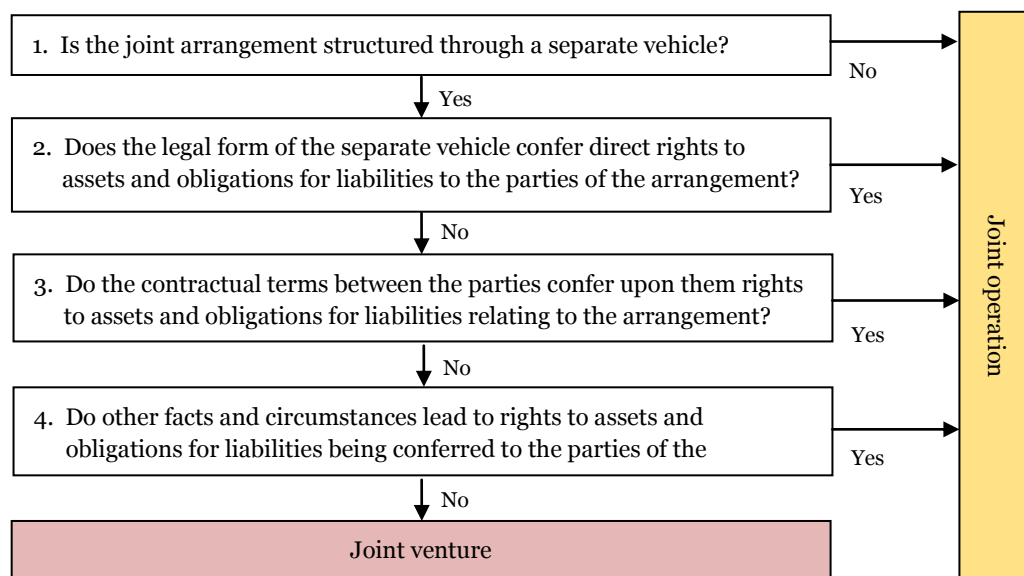 1. Is the joint arrangement structured through a separate vehicle?
No
Yes
2. Does the legal form of the separate vehicle confer direct rights to
assets and obligations for liabilities to the parties of the arrangement?
Yes
No
3. Do the contractual terms between the parties confer upon them rights
to assets and obligations for liabilities relating to the arrangement?
Yes
No
4. Do other facts and circumstances lead to rights to assets and
obligations for liabilities being conferred to the parties of the
Yes
No
Joint venture
Joint operation